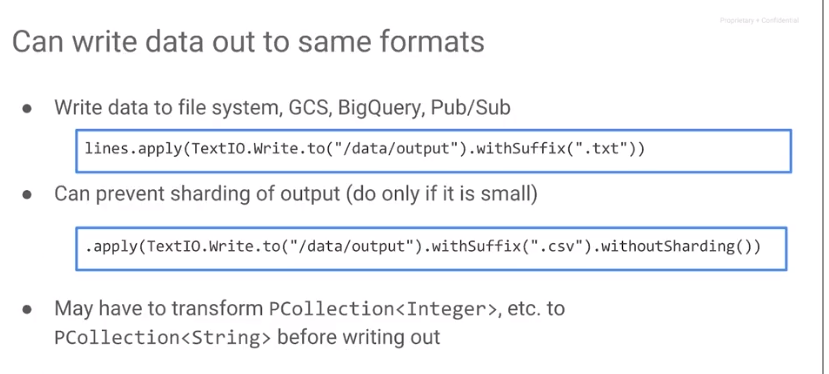 Proprietary + Confidential
Can write data out to same formats
● Write data to file system, GCS, BigQuery, Pub/Sub
lines.apply(TextIO.Write.to("/data/output").withSuffix(".txt"))
● Can prevent sharding of output (do only if it is small)
.apply(TextIO.Write.to("/data/output").withSuffix(".csv").withoutSharding())
● May have to transform PCollection<Integer>, etc. to
PCollection<String> before writing out